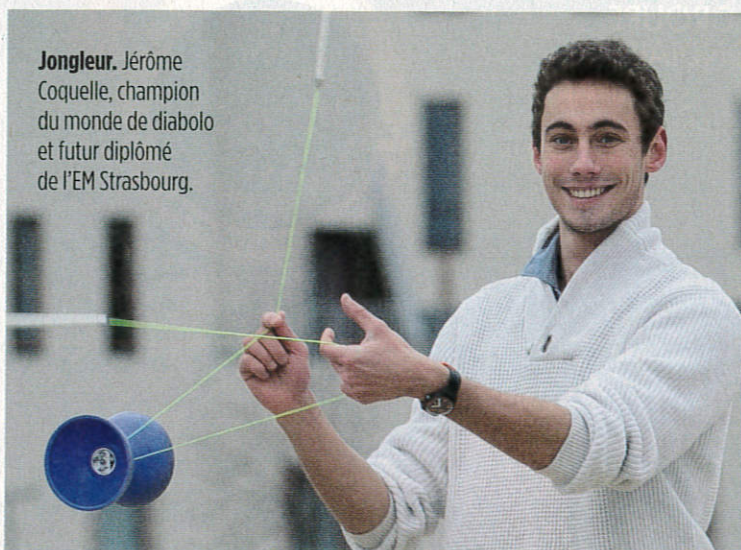 Jongleur. Jérôme
Coquelle, champion
du monde de diabolo
et futur diplômé
de l'EM Strasbourg.